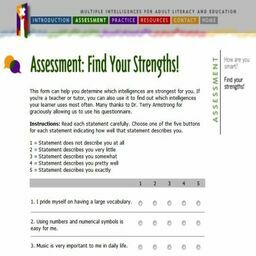 MULTIPLE INTELLIGENCES FOR ADULT LITERACY AND EDUCATION
INTRODUCTION ASSESSMENT PRACTICE RESOURCES CONTACT HOME
Assessment: Find Your Strengths!
ASSESSMENT
How are you
smart?
Find your
strengths!
This form can help you determine which intelligences are strongest for you. If
you're a teacher or tutor, you can also use it to find out which intelligences
your learner uses most often. Many thanks to Dr. Terry Armstrong for
graciously allowing us to use his questionnaire.
Instructions: Read each statement carefully. Choose one of the five buttons
for each statement indicating how well that statement describes you.
1 = Statement does not describe you at all
2 = Statement describes you very little
3 = Statement describes you somewhat
4 = Statement describes you pretty well
5 = Statement describes you exactly
1 2 3 4 5
1. I pride myself on having a large vocabulary.
2. Using numbers and numerical symbols is
easy for me.
3. Music is very important to me in daily life.